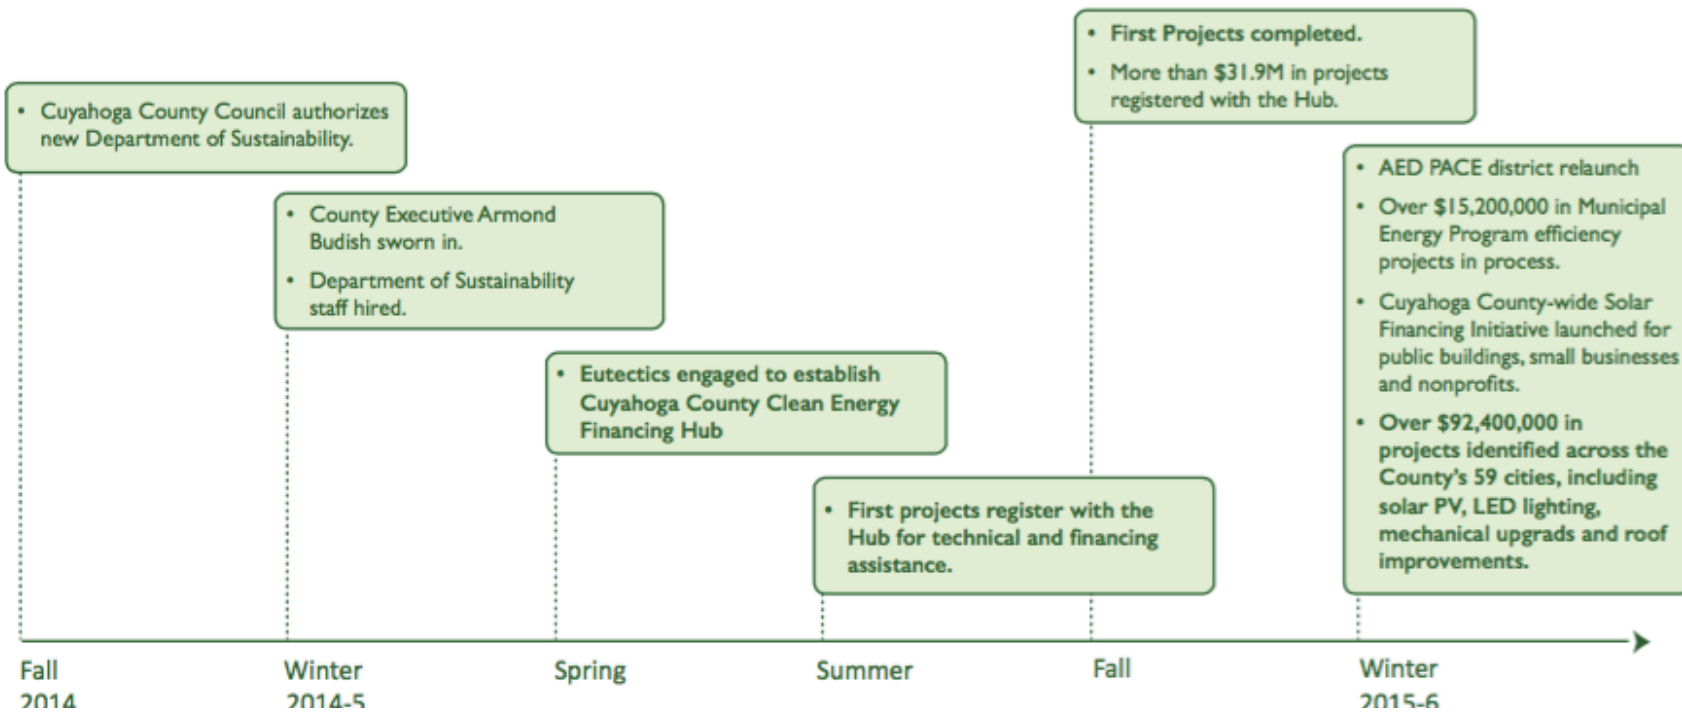 • First Projects completed.
• More than $31.9M in projects
registered with the Hub.
• Cuyahoga County Council authorizes
new Department of Sustainability.
• AED PACE district relaunch
• Over $15,200,000 in Municipal
Energy Program efficiency
projects in process.
• Cuyahoga County-wide Solar
Financing Initiative launched for
public buildings, small businesses
and nonprofits.
• Over $92,400,000 in
projects identified across the
County's 59 cities, including
solar PV, LED lighting,
mechanical upgrads and roof
improvements.
• County Executive Armond
Budish sworn in.
• Department of Sustainability
staff hired.
• Eutectics engaged to establish
Cuyahoga County Clean Energy
Financing Hub
• First projects register with the
Hub for technical and financing
assistance.
Fall
2014
Winter
2014-5
Spring
Summer
Fall
Winter
2015-6